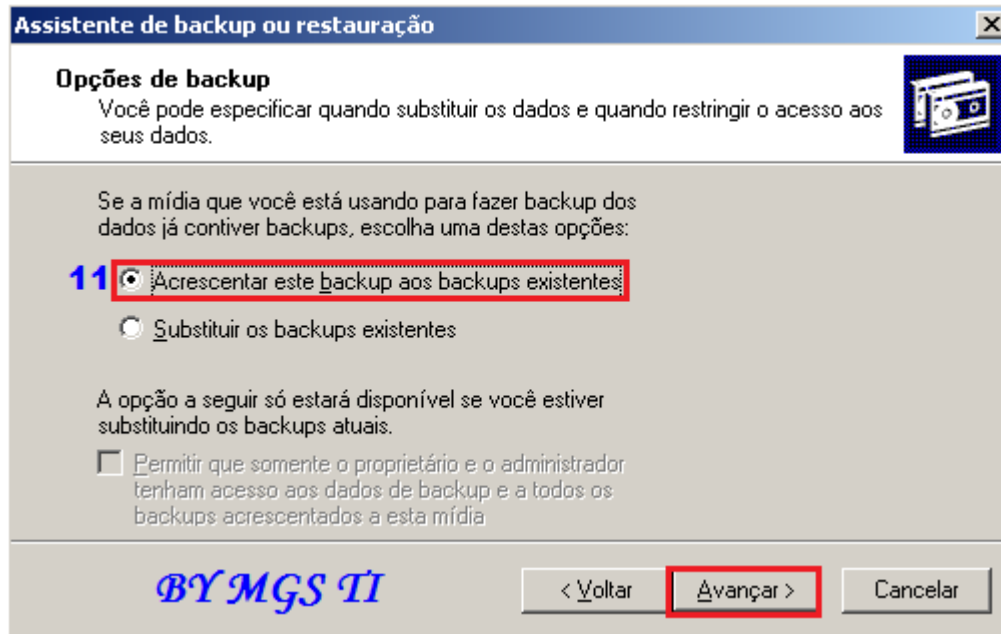 Assistente de backup ou restauração
Opções de backup
Você pode especificar quando substituir os dados e quando restringir o acesso aos
seus dados.
Se a mídia que você está usando para fazer backup dos
dados já contiver backups, escolha uma destas opções:
11 Acrescentar este backup aos backups existentes
Substituir os backups existentes
A opção a seguir só estará disponível se você estiver
substituindo os backups atuais.
Permitir que somente o proprietário e o administrador
tenham acesso aos dados de backup e a todos os
backups acrescentados a esta mídia
BY MGS TI < Voltar Avançar > Cancelar